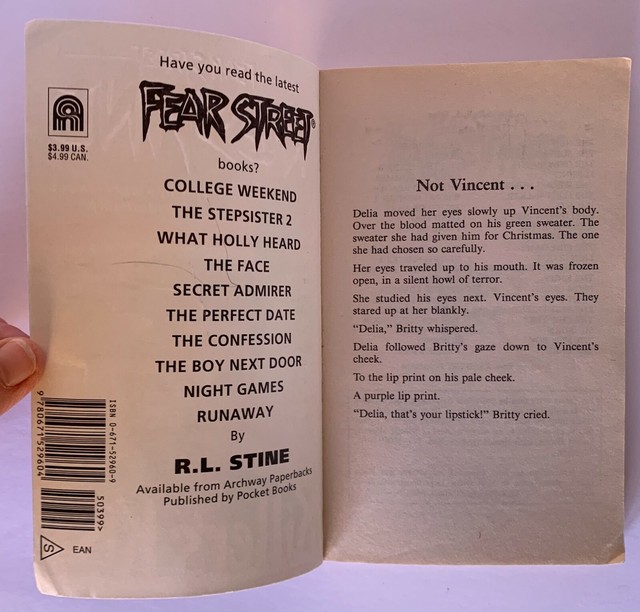 Have you read the latest
FEAR STREET®
books?
COLLEGE WEEKEND
THE STEPSISTER 2
WHAT HOLLY HEARD
THE FACE
SECRET ADMIRER
THE PERFECT DATE
THE CONFESSION
THE BOY NEXT DOOR
NIGHT GAMES
RUNAWAY
By
R.L. STINE
Available from Archway Paperbacks
Published by Pocket Books
$3.99 U.S.
$4.99 CAN.
ISBN 0-671-52960-9
9780671529604
50399>
S
EAN
Not Vincent . . .
Delia moved her eyes slowly up Vincent's body.
Over the blood matted on his green sweater. The
sweater she had given him for Christmas. The one
she had chosen so carefully.
Her eyes traveled up to his mouth. It was frozen
open, in a silent howl of terror.
She studied his eyes next. Vincent's eyes. They
stared up at her blankly.
"Delia," Britty whispered.
Delia followed Britty's gaze down to Vincent's
cheek.
To the lip print on his pale cheek.
A purple lip print.
"Delia, that's your lipstick!" Britty cried.